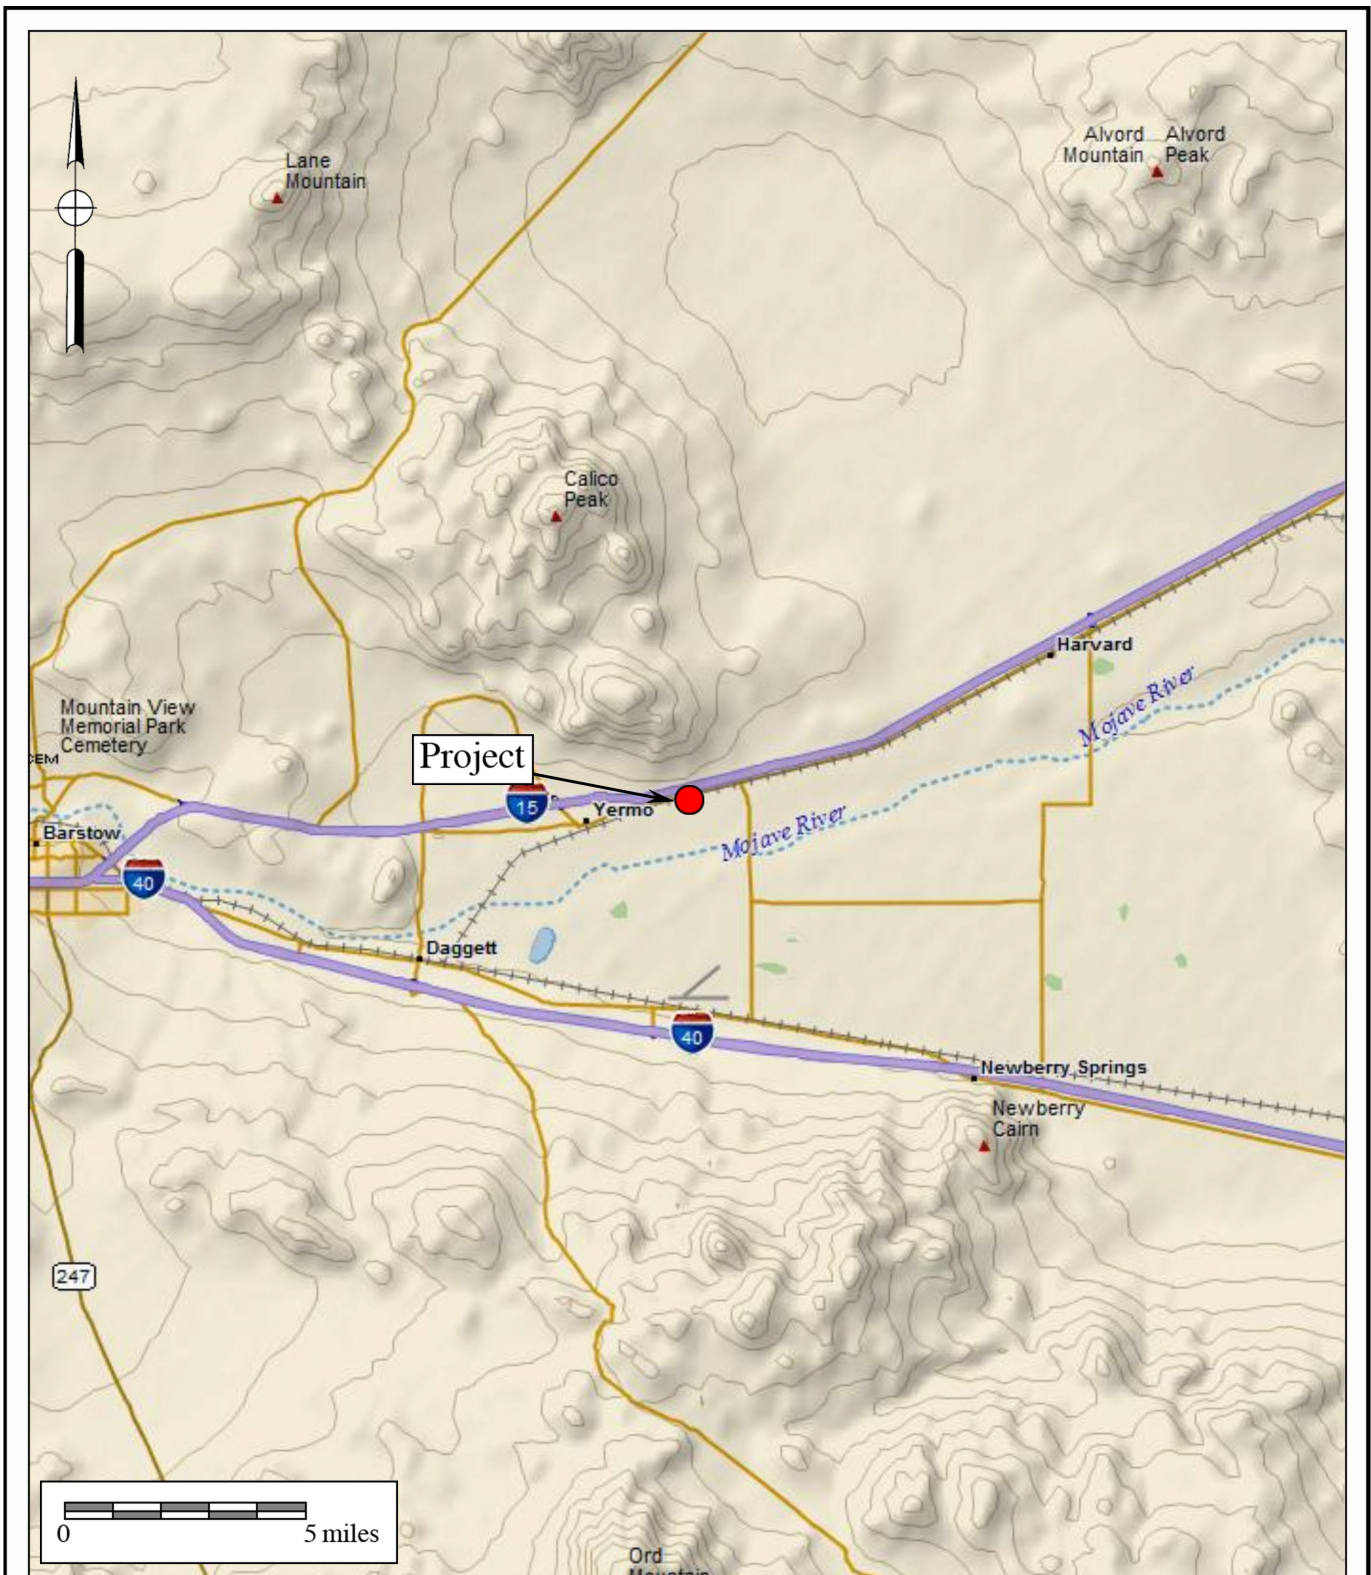 Alvord
Mountain
Alvord
Peak
Lane
Mountain
Calico
Peak
Harvard
Mojave River
Mountain View
Memorial Park
Cemetery
CEM
Project
15
Yermo
Mojave River
Barstow
40
Daggett
40
Newberry Springs
Newberry
Cairn
247
0
5 miles
Ord
Mountain